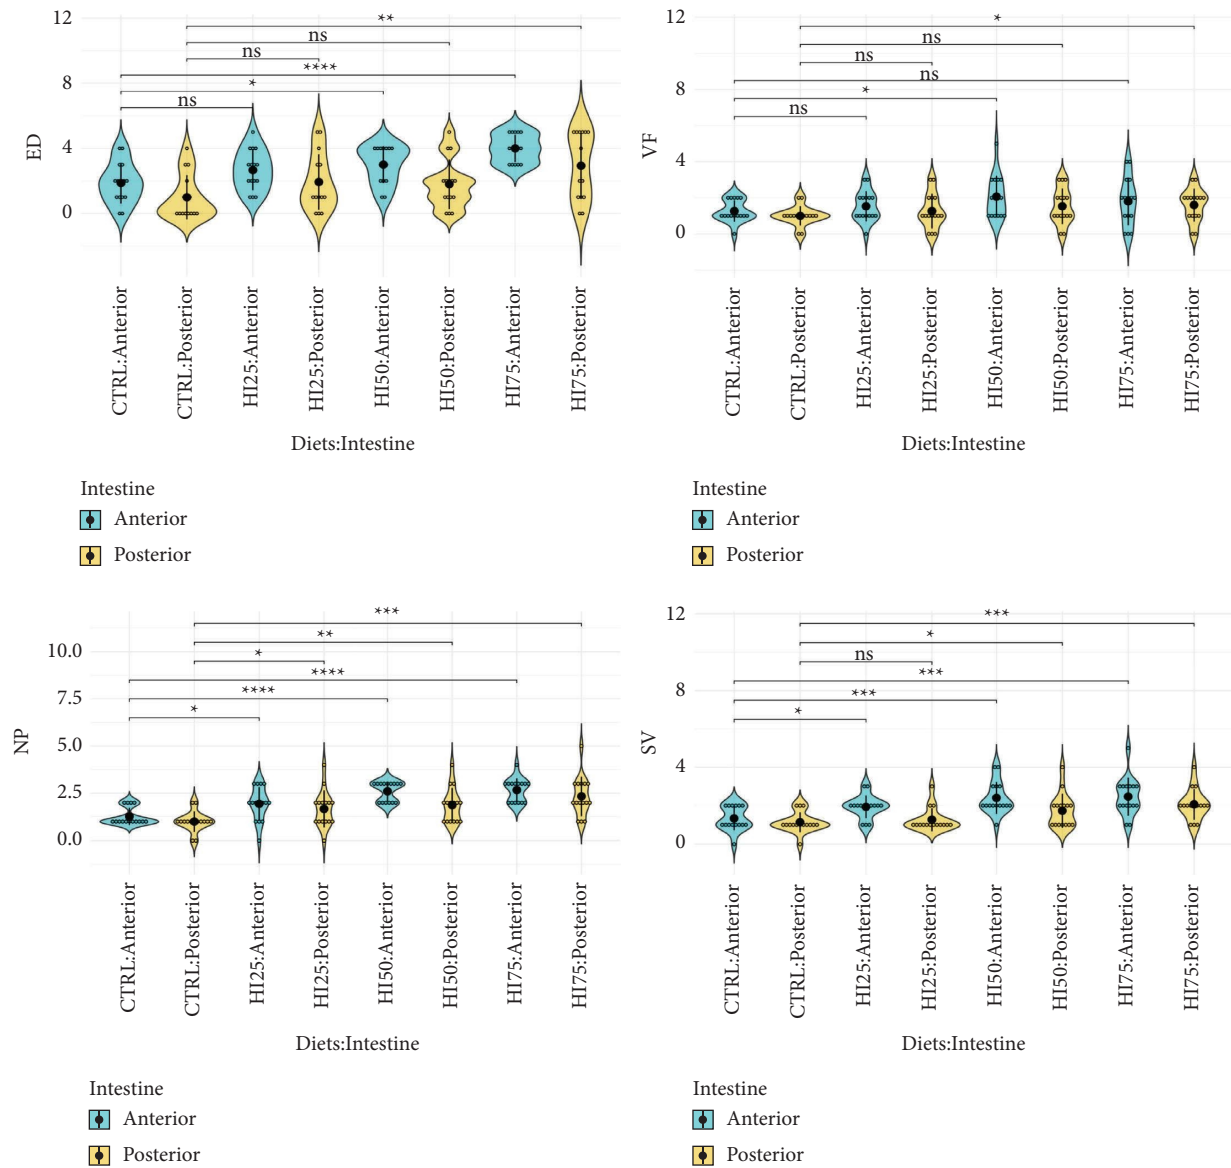 12
8
4
0
ED
**
ns
ns
****
*
ns
CTRL:Anterior
CTRL:Posterior
HI25:Anterior
HI25:Posterior
HI50:Anterior
HI50:Posterior
HI75:Anterior
HI75:Posterior
Diets:Intestine
Intestine
Anterior
Posterior
12
8
4
0
VF
*
ns
ns
ns
*
ns
CTRL:Anterior
CTRL:Posterior
HI25:Anterior
HI25:Posterior
HI50:Anterior
HI50:Posterior
HI75:Anterior
HI75:Posterior
Diets:Intestine
Intestine
Anterior
Posterior
10.0
7.5
5.0
2.5
0.0
NP
***
**
*
****
****
*
CTRL:Anterior
CTRL:Posterior
HI25:Anterior
HI25:Posterior
HI50:Anterior
HI50:Posterior
HI75:Anterior
HI75:Posterior
Diets:Intestine
Intestine
Anterior
Posterior
12
8
4
0
SV
***
*
ns
***
***
*
CTRL:Anterior
CTRL:Posterior
HI25:Anterior
HI25:Posterior
HI50:Anterior
HI50:Posterior
HI75:Anterior
HI75:Posterior
Diets:Intestine
Intestine
Anterior
Posterior